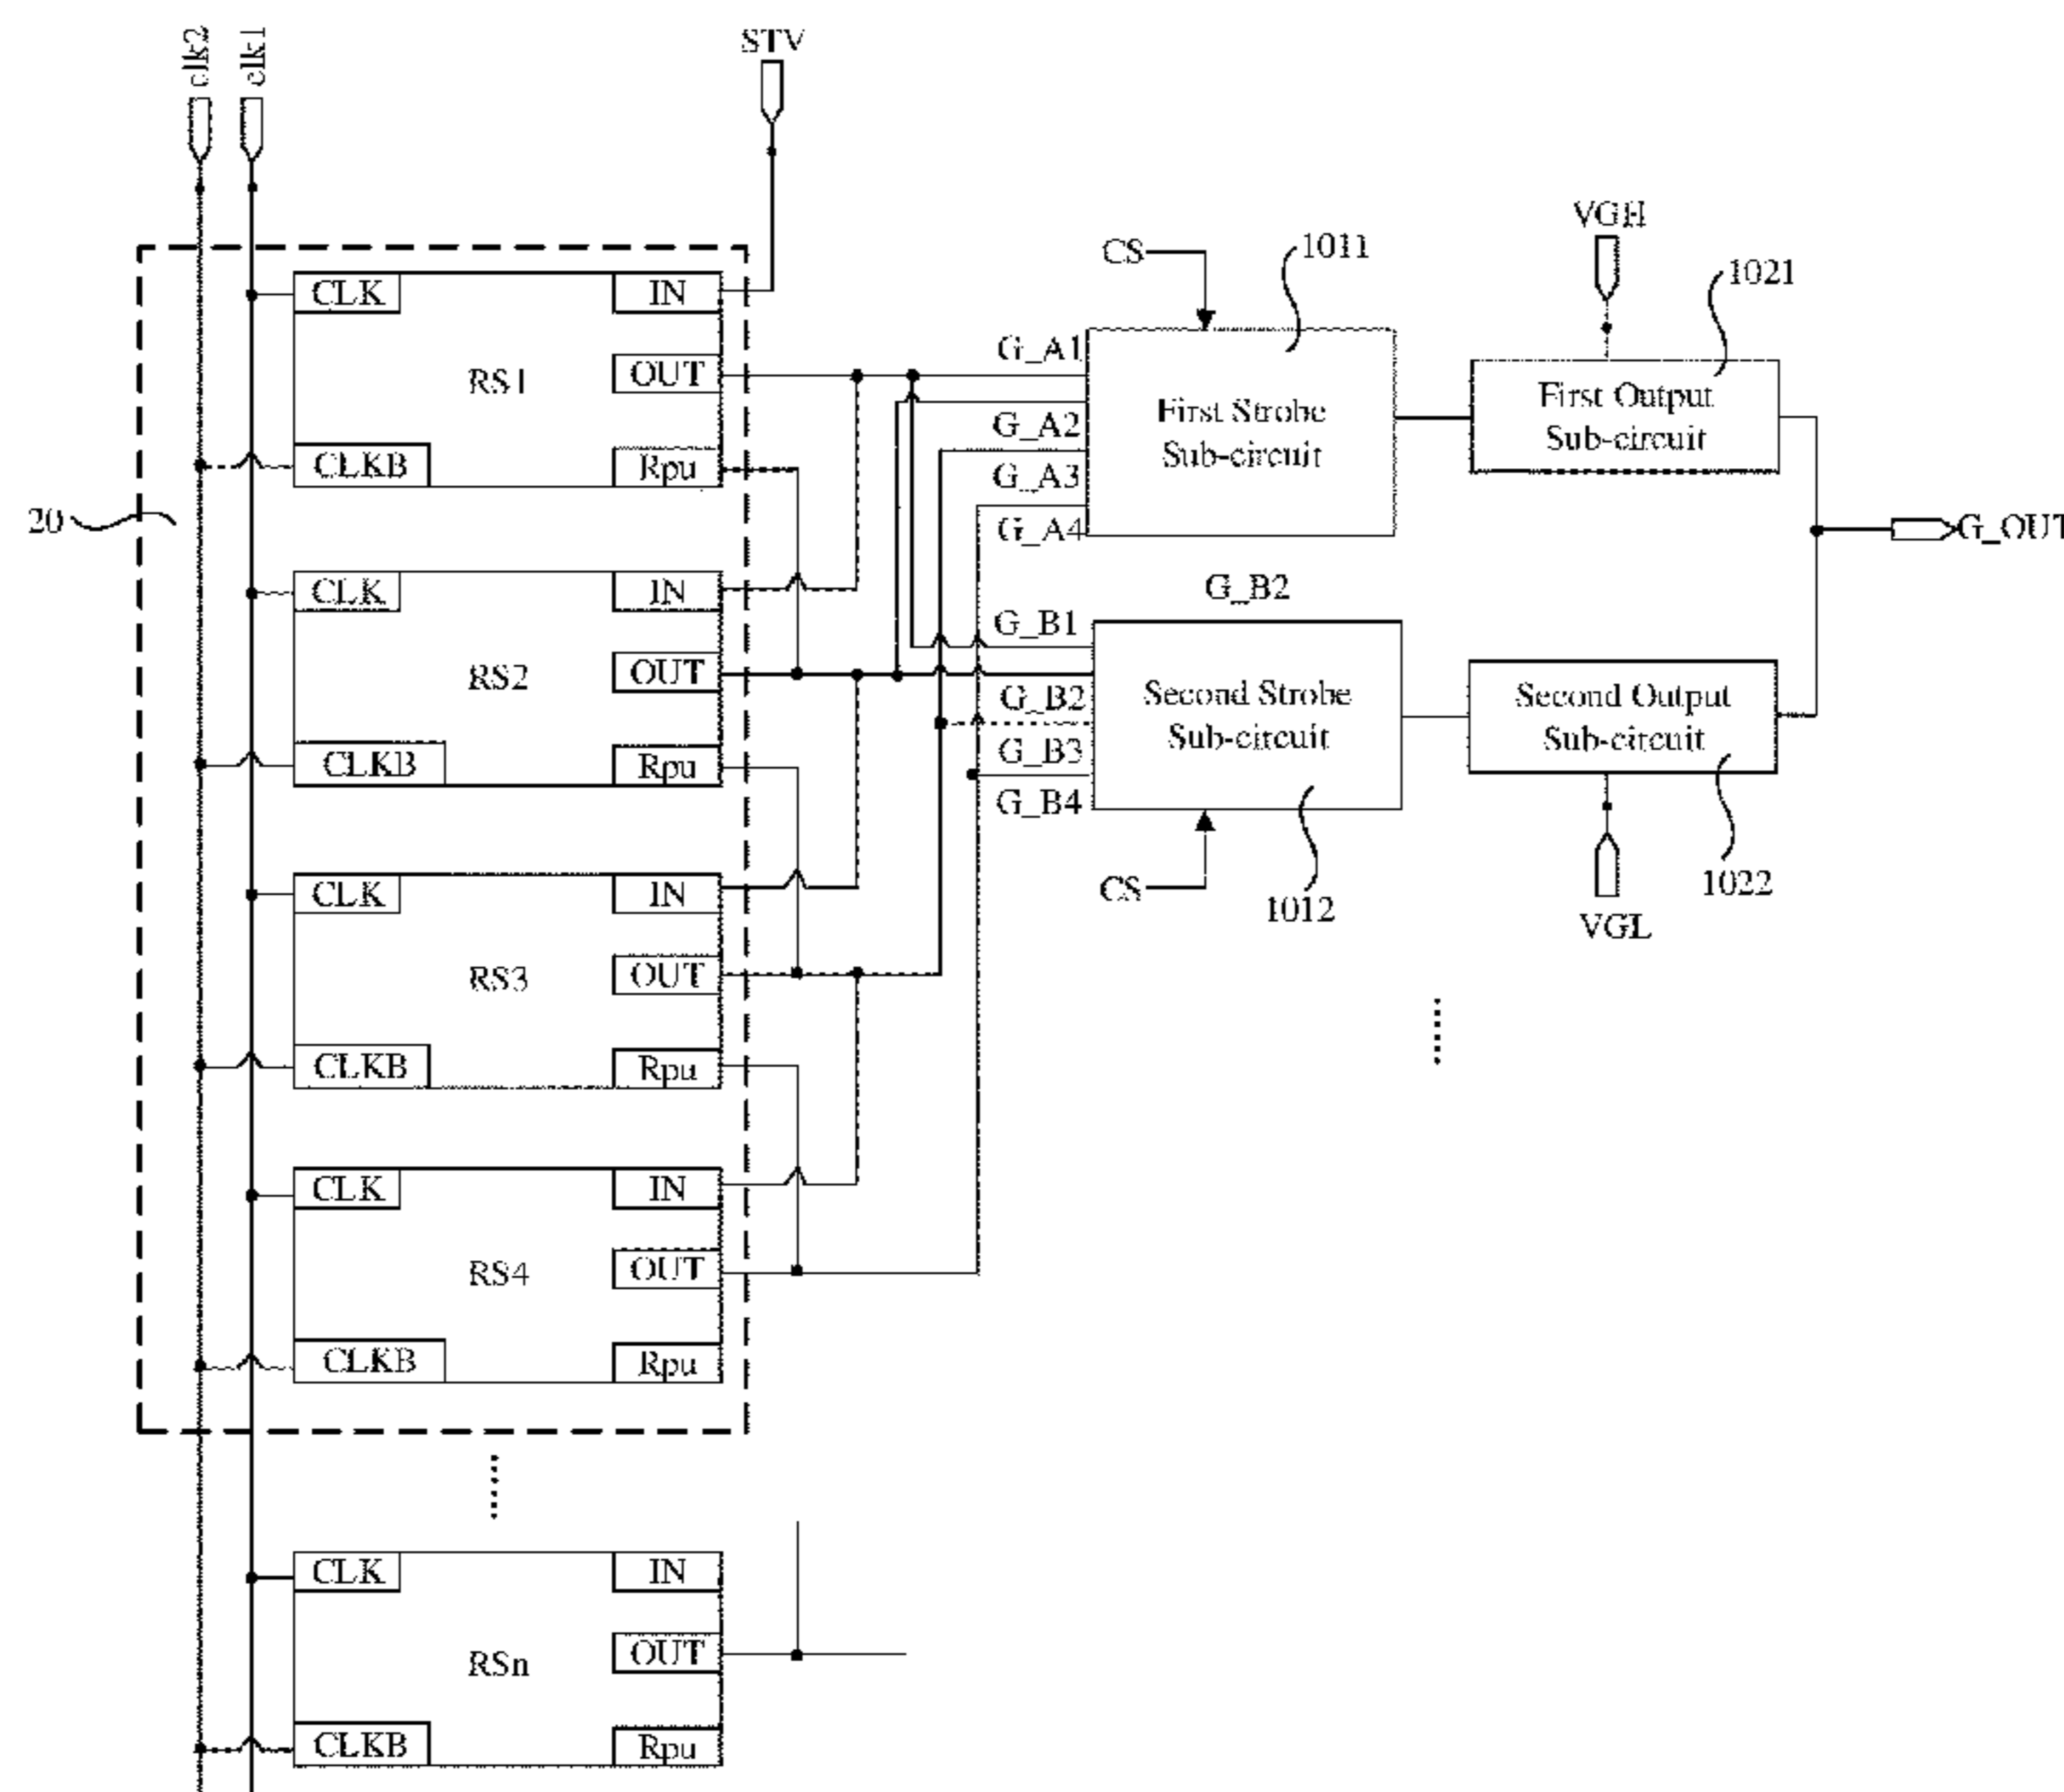 clk2
clk1
STV
CLK
IN
RS1
OUT
CLKB
Rpu
20
CLK
IN
RS2
OUT
CLKB
Rpu
CLK
IN
RS3
OUT
CLKB
Rpu
CLK
IN
RS4
OUT
CLKB
Rpu
CLK
IN
RSn
OUT
CLKB
Rpu
CS
1011
G_A1
G_A2
G_A3
G_A4
First Strobe
Sub-circuit
VGH
1021
First Output
Sub-circuit
G_OUT
G_B2
G_B1
G_B2
G_B3
G_B4
Second Strobe
Sub-circuit
CS
1012
Second Output
Sub-circuit
1022
VGL